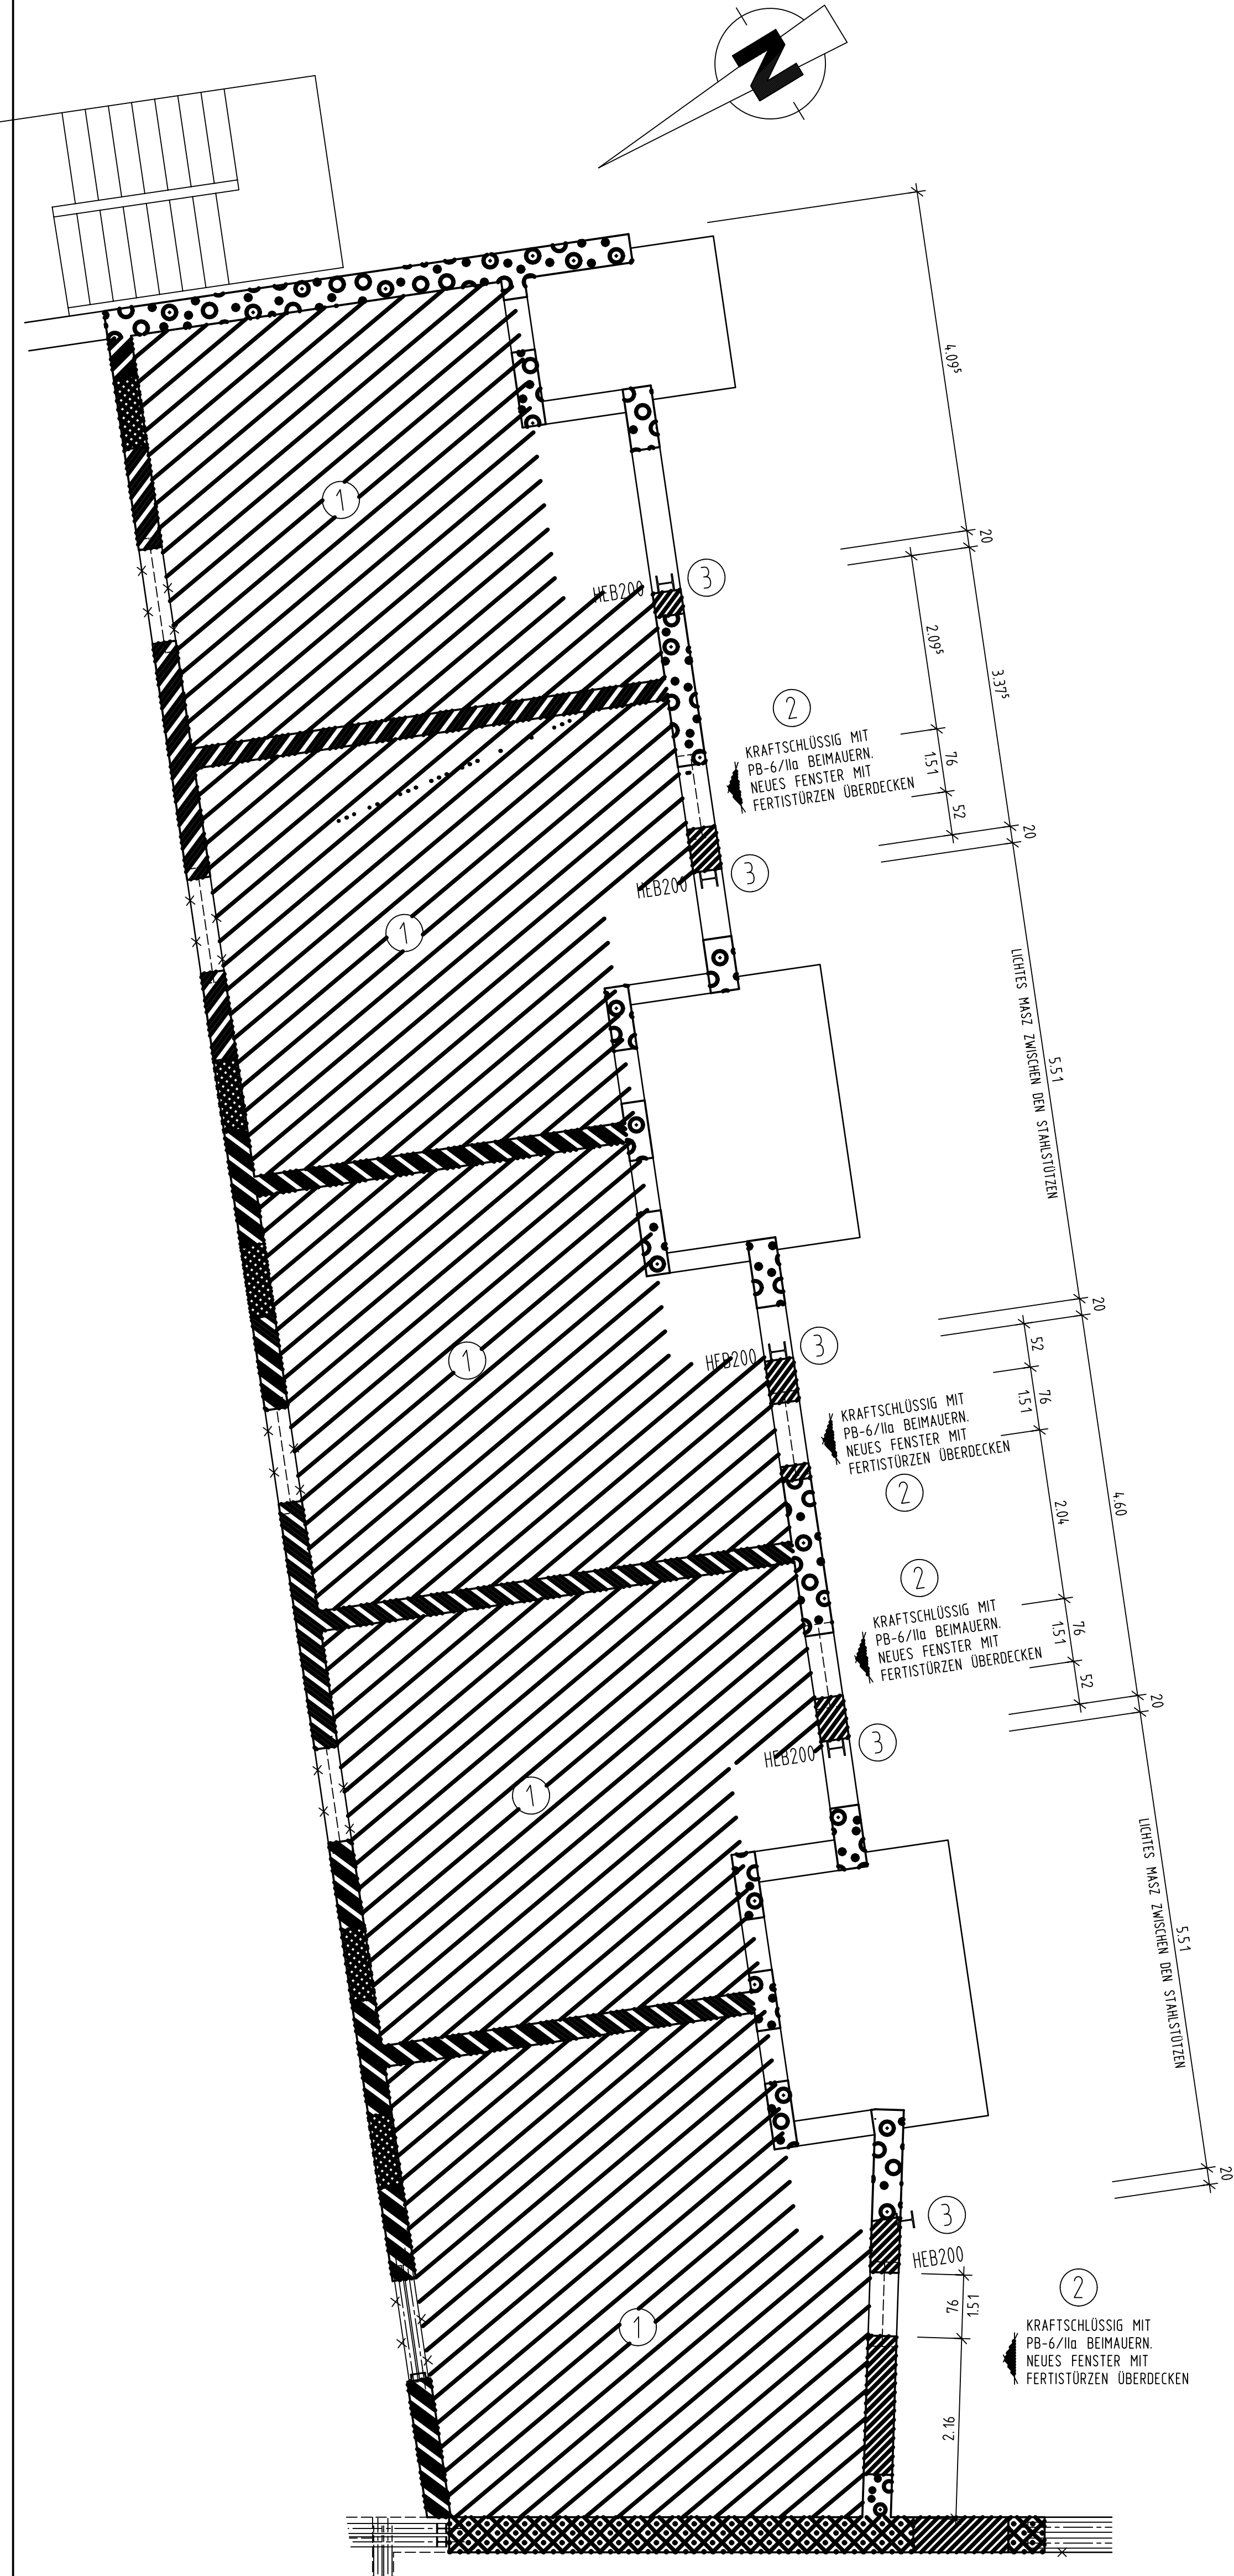 N
4.09⁵
20
2.09⁵
3.37⁵
1
HEB200
3
2
KRAFTSCHLÜSSIG MIT
PB-6/IIa BEIMAUERN.
NEUES FENSTER MIT
FERTISTÜRZEN ÜBERDECKEN
76
1.51
52
20
HEB200
3
1
LICHTES MASZ ZWISCHEN DEN STAHLSTÜTZEN
5.51
20
52
76
1.51
1
HEB200
3
KRAFTSCHLÜSSIG MIT
PB-6/IIa BEIMAUERN.
NEUES FENSTER MIT
FERTISTÜRZEN ÜBERDECKEN
2
2.04
4.60
2
KRAFTSCHLÜSSIG MIT
PB-6/IIa BEIMAUERN.
NEUES FENSTER MIT
FERTISTÜRZEN ÜBERDECKEN
76
1.51
52
20
HEB200
3
1
LICHTES MASZ ZWISCHEN DEN STAHLSTÜTZEN
5.51
20
3
HEB200
76
1.51
2
KRAFTSCHLÜSSIG MIT
PB-6/IIa BEIMAUERN.
NEUES FENSTER MIT
FERTISTÜRZEN ÜBERDECKEN
1
2.16